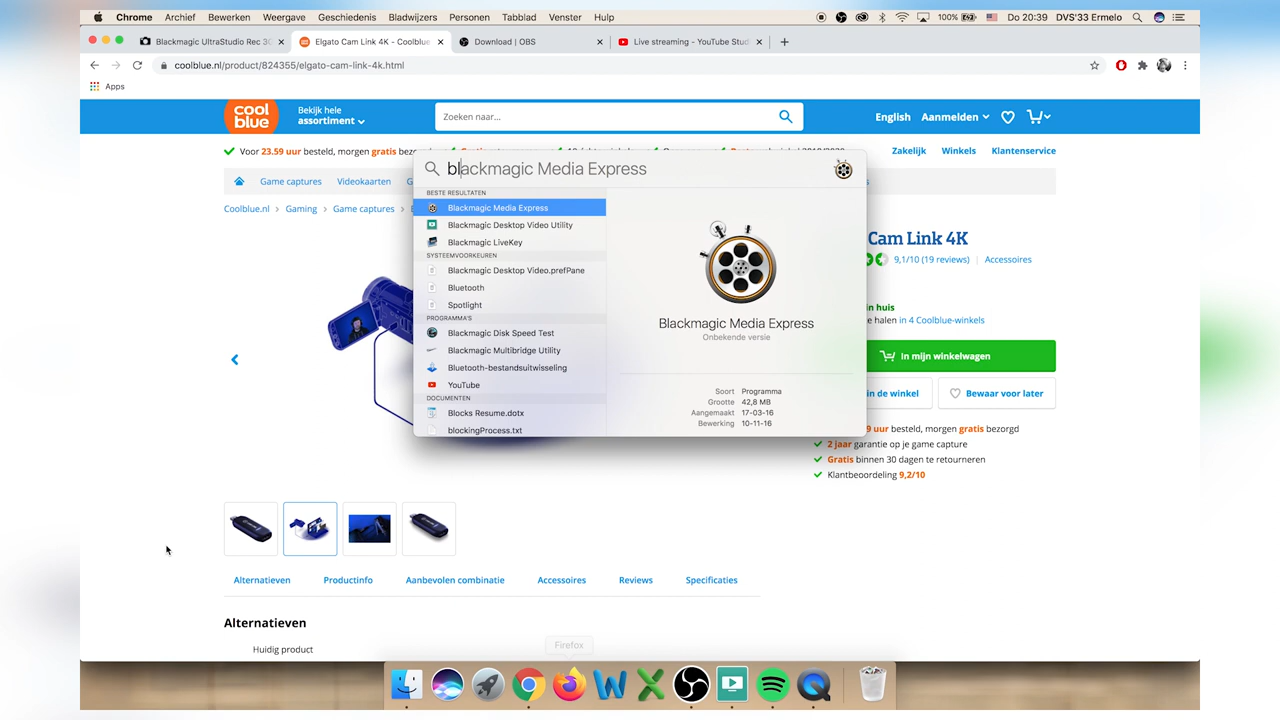 Chrome Archief Bewerken Weergave Geschiedenis Bladwijzers Personen Tabblad Venster Help 100% Do 20:39 DVS'33 Ermelo
Blackmagic UltraStudio Rec 3G Elgato Cam Link 4K - Coolblue Download | OBS Live streaming - YouTube Stud
coolblue.nl/product/824355/elgato-cam-link-4k.html
Apps
cool blue
Bekijk hele
assortiment
Zoeken naar...
English Aanmelden
Voor 23.59 uur besteld, morgen gratis
Zakelijk Winkels Klantenservice
Game captures Videokaarten
Coolblue.nl Gaming Game captures
blackmagic Media Express
BESTE RESULTATEN
Blackmagic Media Express
Blackmagic Desktop Video Utility
Blackmagic LiveKey
SYSTEEMVOORKEUREN
Blackmagic Desktop Video.prefPane
Bluetooth
Spotlight
PROGRAMMA'S
Blackmagic Disk Speed Test
Blackmagic Multibridge Utility
Bluetooth-bestandsuitwisseling
YouTube
DOCUMENTEN
Blocks Resume.dotx
blockingProcess.txt
Blackmagic Media Express
Onbekende versie
Soort Programma
Grootte 42,8 MB
Aangemaakt 17-03-16
Bewerking 10-11-16
Cam Link 4K
9,1/10 (19 reviews) Accessoires
in huis
halen in 4 Coolblue-winkels
In mijn winkelwagen
in de winkel Bewaar voor later
uur besteld, morgen gratis bezorgd
2 jaar garantie op je game capture
Gratis binnen 30 dagen te retourneren
Klantbeoordeling 9,2/10
Alternatieven Productinfo Aanbevolen combinatie Accessoires Reviews Specificaties
Alternatieven
Huidig product
Firefox